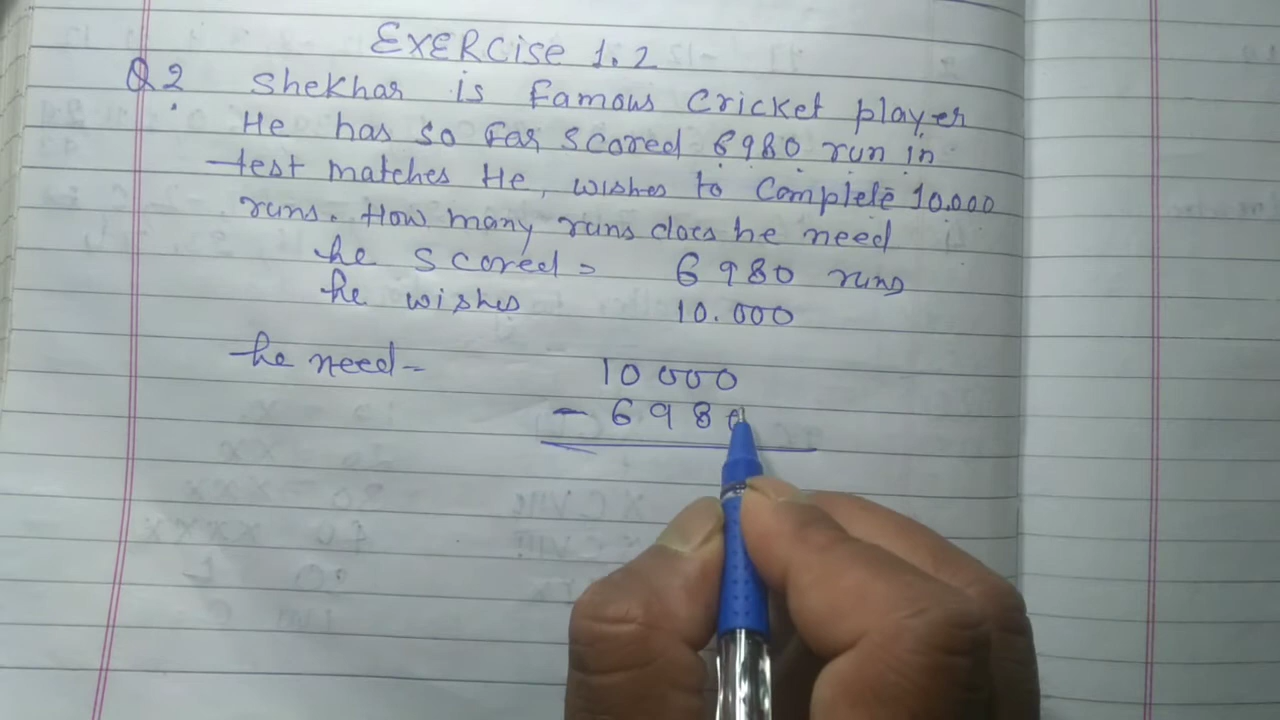 EXERCise 1.2
Q2. Shekhar is Famous Cricket player
He has so far scored 6980 run in
test matches He, wishes to Complete 10.000
runs. How many runs does he need
he scored = 6980 runs
he wishes 10.000
he need - 10000
- 6980